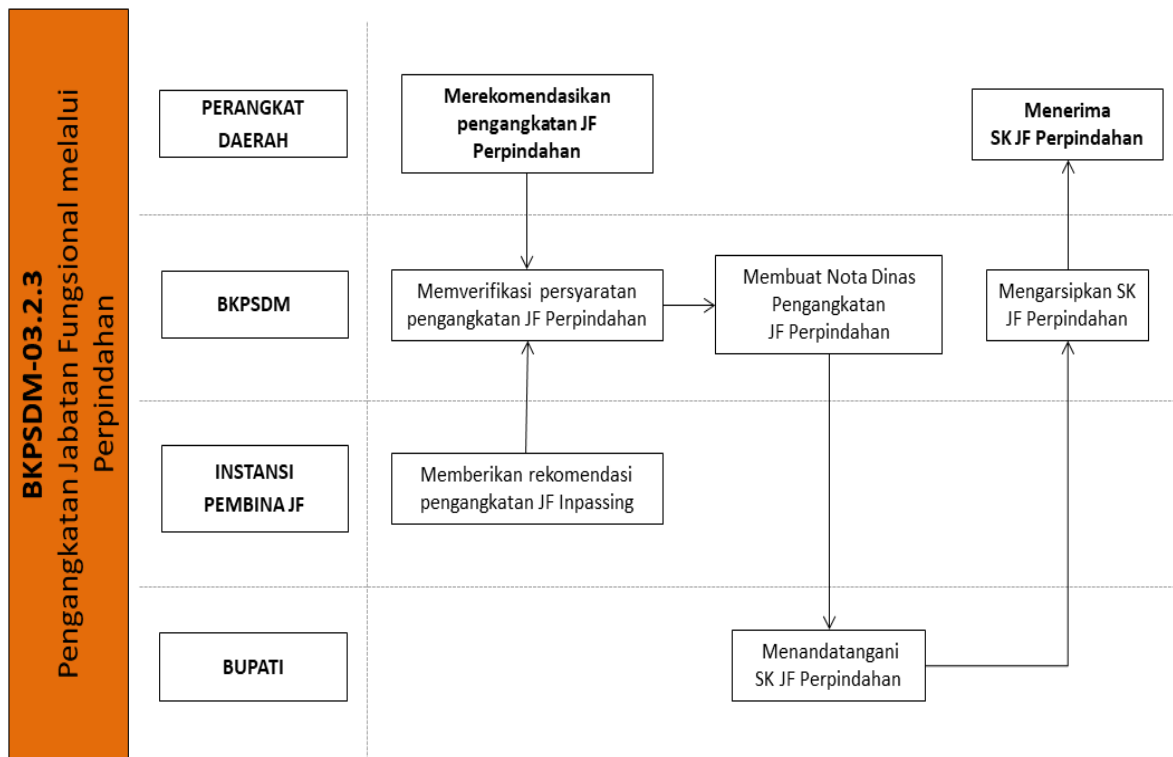 BKPSDM-03.2.3
Pengangkatan Jabatan Fungsional melalui
Perpindahan
PERANGKAT
DAERAH
Merekomendasikan
pengangkatan JF
Perpindahan
Menerima
SK JF Perpindahan
BKPSDM
Memverifikasi persyaratan
pengangkatan JF Perpindahan
Membuat Nota Dinas
Pengangkatan
JF Perpindahan
Mengarsipkan SK
JF Perpindahan
INSTANSI
PEMBINA JF
Memberikan rekomendasi
pengangkatan JF Inpassing
BUPATI
Menandatangani
SK JF Perpindahan